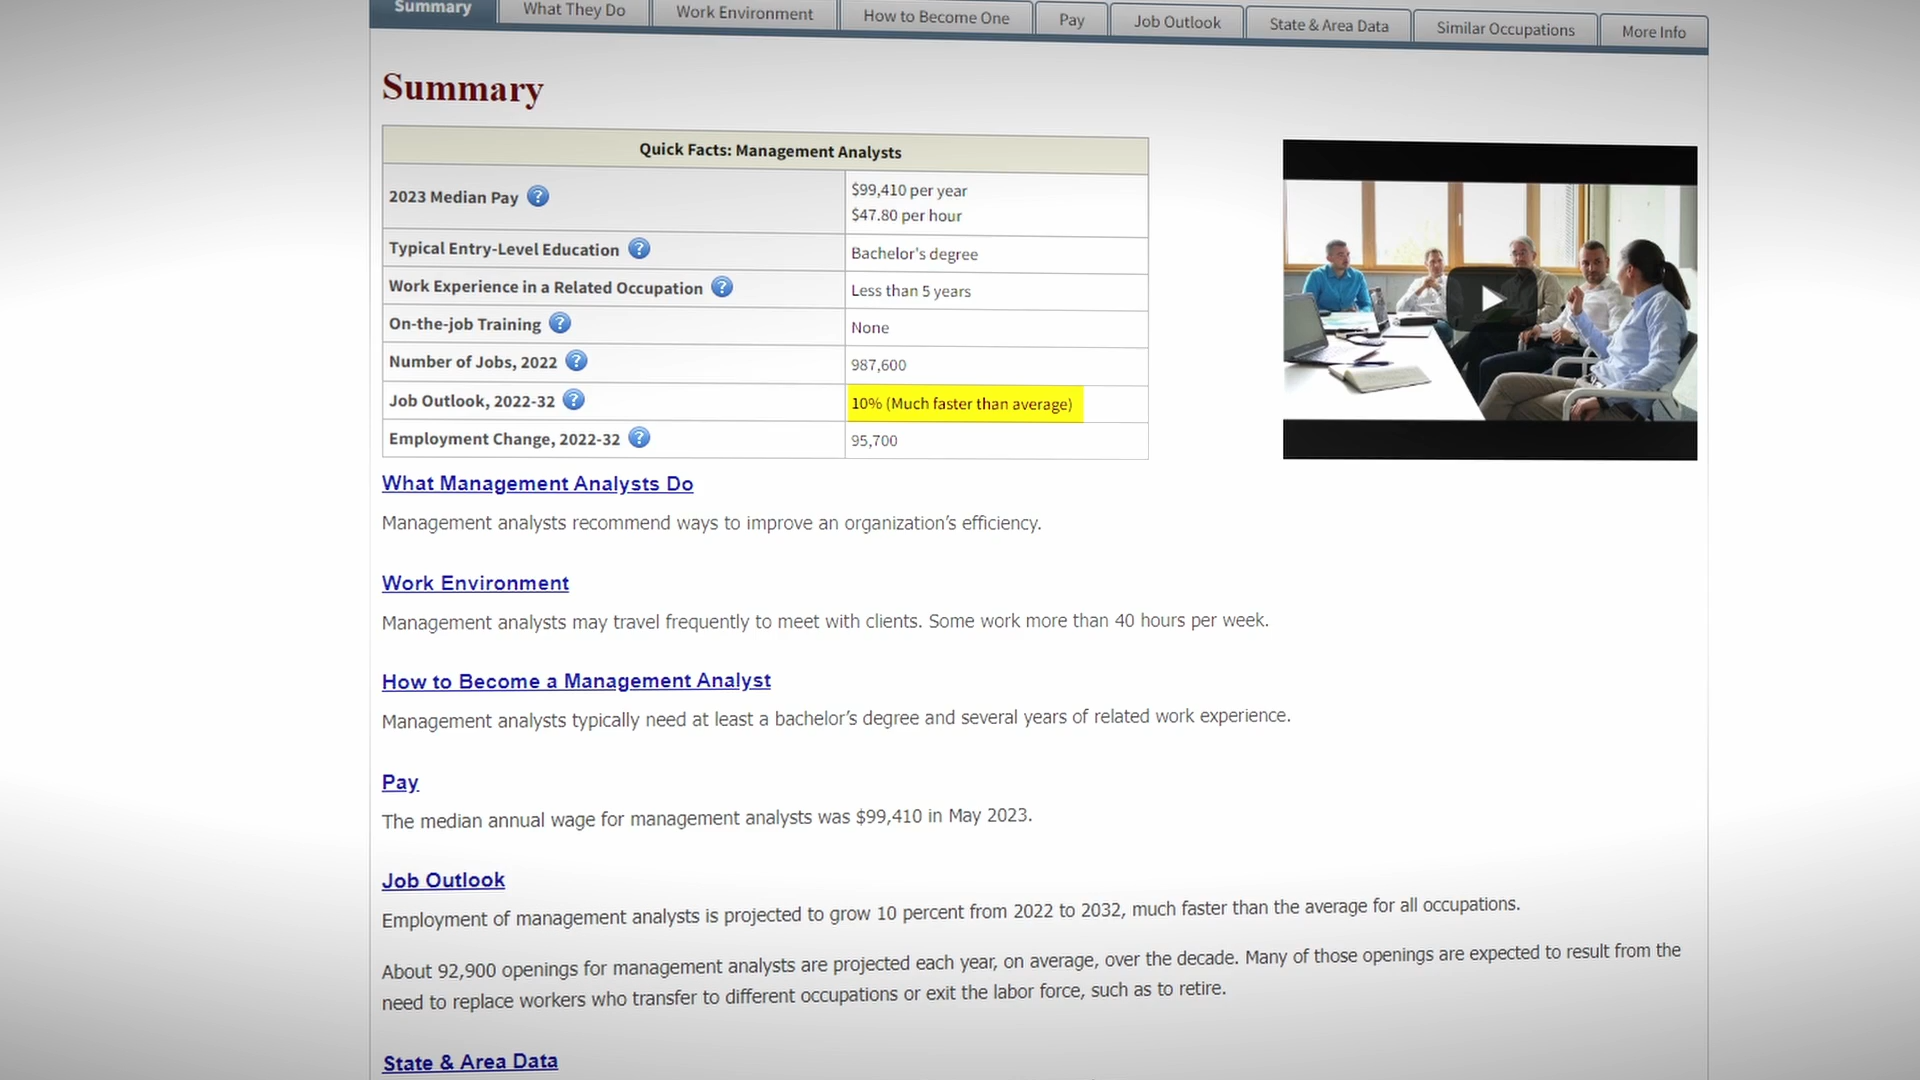 Summary
What They Do
Work Environment
How to Become One
Pay
Job Outlook
State & Area Data
Similar Occupations
More Info
Summary
Quick Facts: Management Analysts
2023 Median Pay ?
$99,410 per year
$47.80 per hour
Typical Entry-Level Education ?
Bachelor's degree
Work Experience in a Related Occupation ?
Less than 5 years
On-the-job Training ?
None
Number of Jobs, 2022 ?
987,600
Job Outlook, 2022-32 ?
10% (Much faster than average)
Employment Change, 2022-32 ?
95,700
What Management Analysts Do
Management analysts recommend ways to improve an organization’s efficiency.
Work Environment
Management analysts may travel frequently to meet with clients. Some work more than 40 hours per week.
How to Become a Management Analyst
Management analysts typically need at least a bachelor’s degree and several years of related work experience.
Pay
The median annual wage for management analysts was $99,410 in May 2023.
Job Outlook
Employment of management analysts is projected to grow 10 percent from 2022 to 2032, much faster than the average for all occupations.
About 92,900 openings for management analysts are projected each year, on average, over the decade. Many of those openings are expected to result from the
need to replace workers who transfer to different occupations or exit the labor force, such as to retire.
State & Area Data